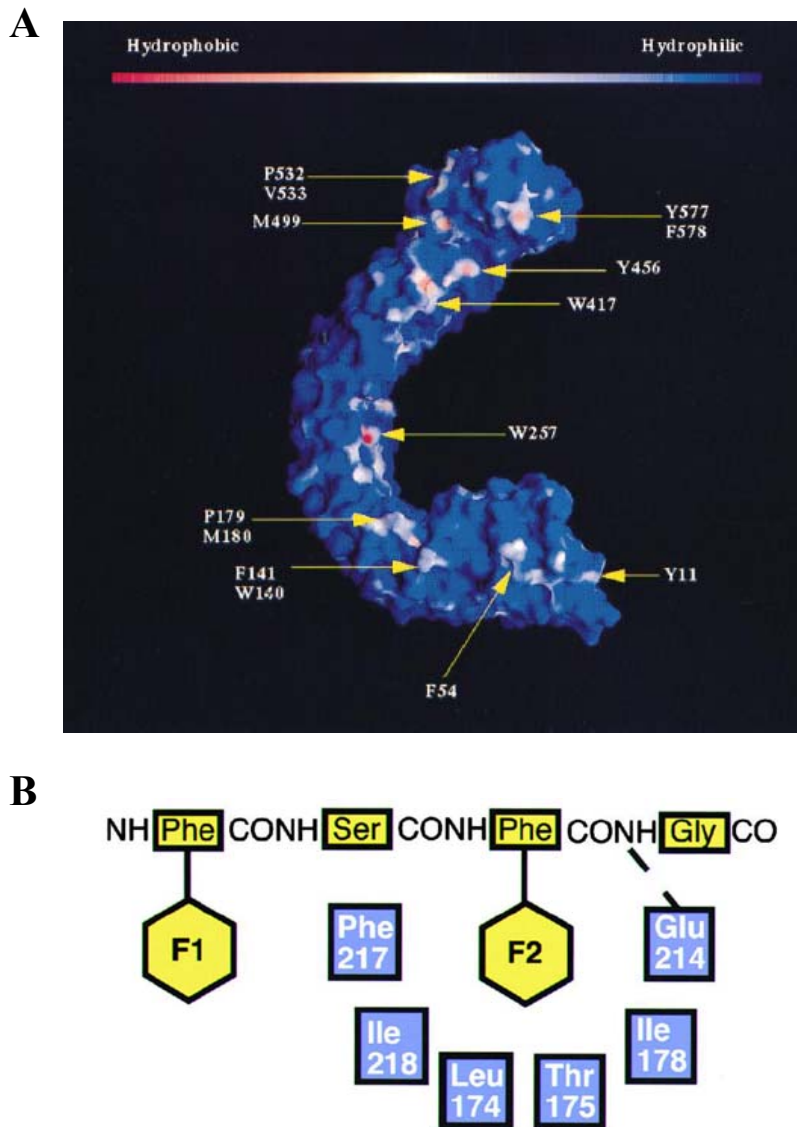 A
Hydrophobic Hydrophilic
P532
V533
M499
Y577
F578
Y456
W417
W257
P179
M180
F141
W140
Y11
F54
B
NH Phe CONH Ser CONH Phe CONH Gly CO
F1
Phe
217
F2
Glu
214
Ile
218
Leu
174
Thr
175
Ile
178